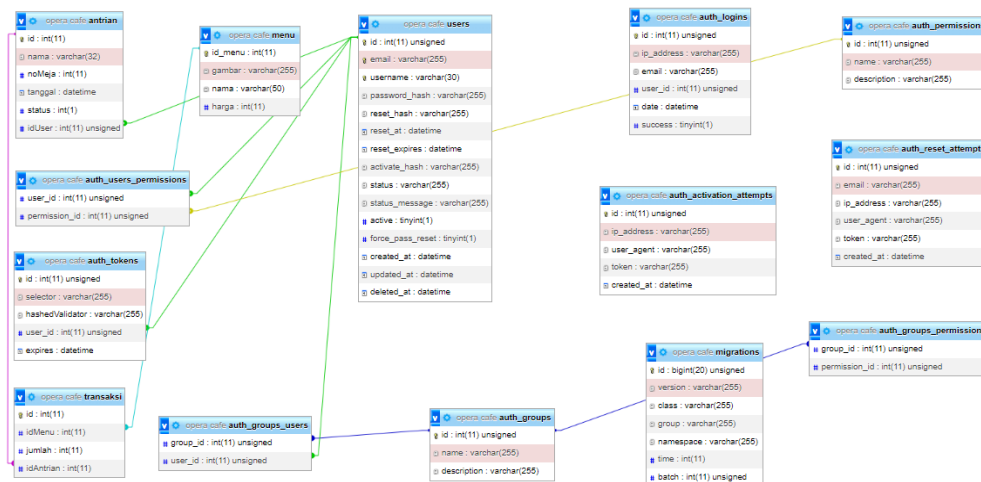 opera cafe antrian
id : int(11)
nama : varchar(32)
noMeja : int(11)
tanggal : datetime
status : int(1)
idUser : int(11) unsigned
opera cafe menu
id_menu : int(11)
gambar : varchar(255)
nama : varchar(50)
harga : int(11)
opera cafe users
id : int(11) unsigned
email : varchar(255)
username : varchar(30)
password_hash : varchar(255)
reset_hash : varchar(255)
reset_at : datetime
reset_expires : datetime
activate_hash : varchar(255)
status : varchar(255)
status_message : varchar(255)
active : tinyint(1)
force_pass_reset : tinyint(1)
created_at : datetime
updated_at : datetime
deleted_at : datetime
opera cafe auth_logins
id : int(11) unsigned
ip_address : varchar(255)
email : varchar(255)
user_id : int(11) unsigned
date : datetime
success : tinyint(1)
opera cafe auth_permission
id : int(11) unsigned
name : varchar(255)
description : varchar(255)
opera cafe auth_users_permissions
user_id : int(11) unsigned
permission_id : int(11) unsigned
opera cafe auth_activation_attempts
id : int(11) unsigned
ip_address : varchar(255)
user_agent : varchar(255)
token : varchar(255)
created_at : datetime
opera cafe auth_reset_attempt
id : int(11) unsigned
email : varchar(255)
ip_address : varchar(255)
user_agent : varchar(255)
token : varchar(255)
created_at : datetime
opera cafe auth_tokens
id : int(11) unsigned
selector : varchar(255)
hashedValidator : varchar(255)
user_id : int(11) unsigned
expires : datetime
opera cafe transaksi
id : int(11)
idMenu : int(11)
jumlah : int(11)
idAntrian : int(11)
opera cafe auth_groups_users
group_id : int(11) unsigned
user_id : int(11) unsigned
opera cafe auth_groups
id : int(11) unsigned
name : varchar(255)
description : varchar(255)
opera cafe migrations
id : bigint(20) unsigned
version : varchar(255)
class : varchar(255)
group : varchar(255)
namespace : varchar(255)
time : int(11)
batch : int(11) unsigned
opera cafe auth_groups_permission
group_id : int(11) unsigned
permission_id : int(11) unsigned